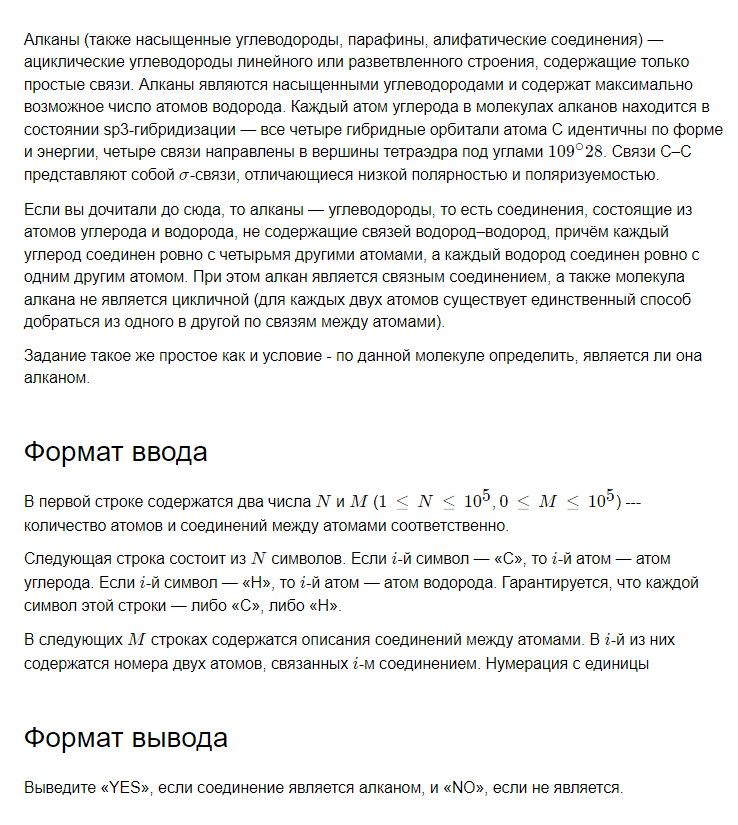 Алканы (также насыщенные углеводороды, парафины, алифатические соединения) —
ациклические углеводороды линейного или разветвленного строения, содержащие только
простые связи. Алканы являются насыщенными углеводородами и содержат максимально
возможное число атомов водорода. Каждый атом углерода в молекулах алканов находится в
состоянии sp3-гибридизации — все четыре гибридные орбитали атома С идентичны по форме
и энергии, четыре связи направлены в вершины тетраэдра под углами 109°28. Связи C–C
представляют собой σ-связи, отличающиеся низкой полярностью и поляризуемостью.
Если вы дочитали до сюда, то алканы — углеводороды, то есть соединения, состоящие из
атомов углерода и водорода, не содержащие связей водород–водород, причём каждый
углерод соединен ровно с четырьмя другими атомами, а каждый водород соединен ровно с
одним другим атомом. При этом алкан является связным соединением, а также молекула
алкана не является цикличной (для каждых двух атомов существует единственный способ
добраться из одного в другой по связям между атомами).
Задание такое же простое как и условие - по данной молекуле определить, является ли она
алканом.
Формат ввода
В первой строке содержатся два числа N и M (1 ≤ N ≤ 10^5, 0 ≤ M ≤ 10^5) ---
количество атомов и соединений между атомами соответственно.
Следующая строка состоит из N символов. Если i-й символ — «C», то i-й атом — атом
углерода. Если i-й символ — «H», то i-й атом — атом водорода. Гарантируется, что каждой
символ этой строки — либо «C», либо «H».
В следующих M строках содержатся описания соединений между атомами. В i-й из них
содержатся номера двух атомов, связанных i-м соединением. Нумерация с единицы
Формат вывода
Выведите «YES», если соединение является алканом, и «NO», если не является.